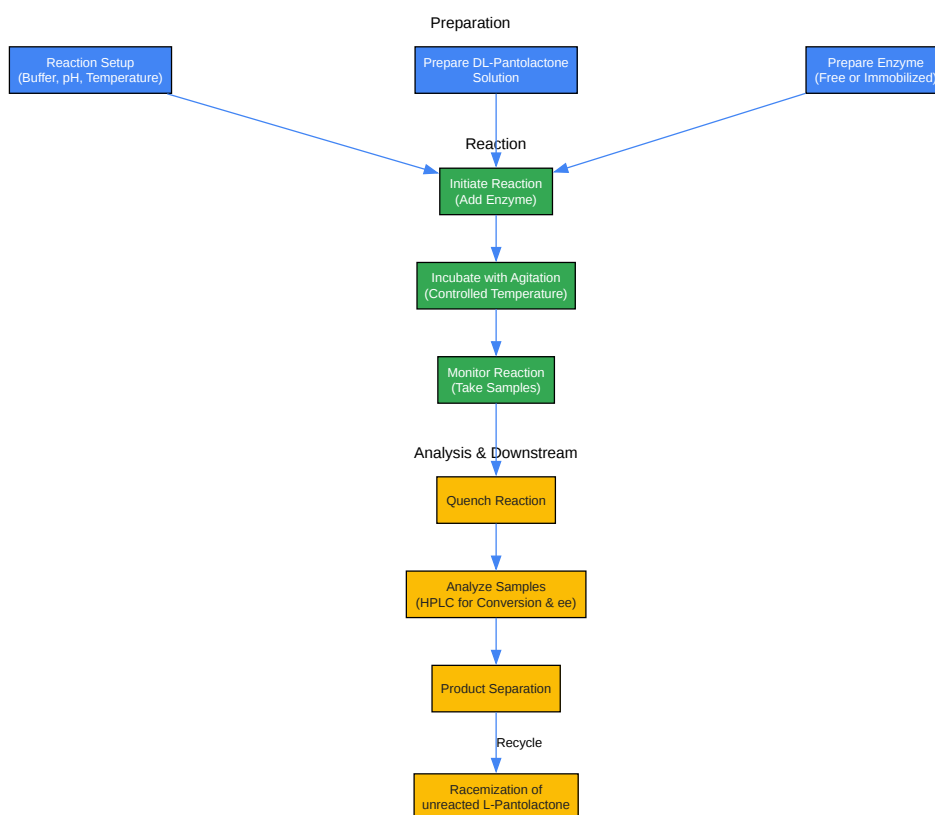 Preparation
Reaction Setup
(Buffer, pH, Temperature)
Prepare DL-Pantolactone
Solution
Prepare Enzyme
(Free or Immobilized)
Reaction
Initiate Reaction
(Add Enzyme)
Incubate with Agitation
(Controlled Temperature)
Monitor Reaction
(Take Samples)
Analysis & Downstream
Quench Reaction
Analyze Samples
(HPLC for Conversion & ee)
Product Separation
Recycle
Racemization of
unreacted L-Pantolactone